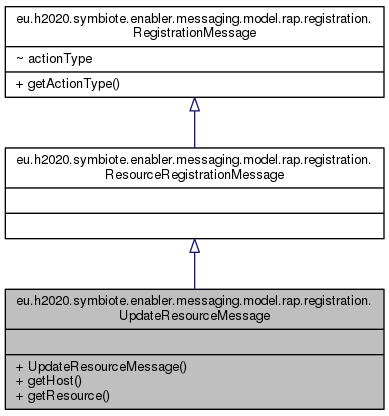 eu.h2020.symbiote.enabler.messaging.model.rap.registration.
RegistrationMessage
~ actionType
+ getActionType()
eu.h2020.symbiote.enabler.messaging.model.rap.registration.
ResourceRegistrationMessage
eu.h2020.symbiote.enabler.messaging.model.rap.registration.
UpdateResourceMessage
+ UpdateResourceMessage()
+ getHost()
+ getResource()